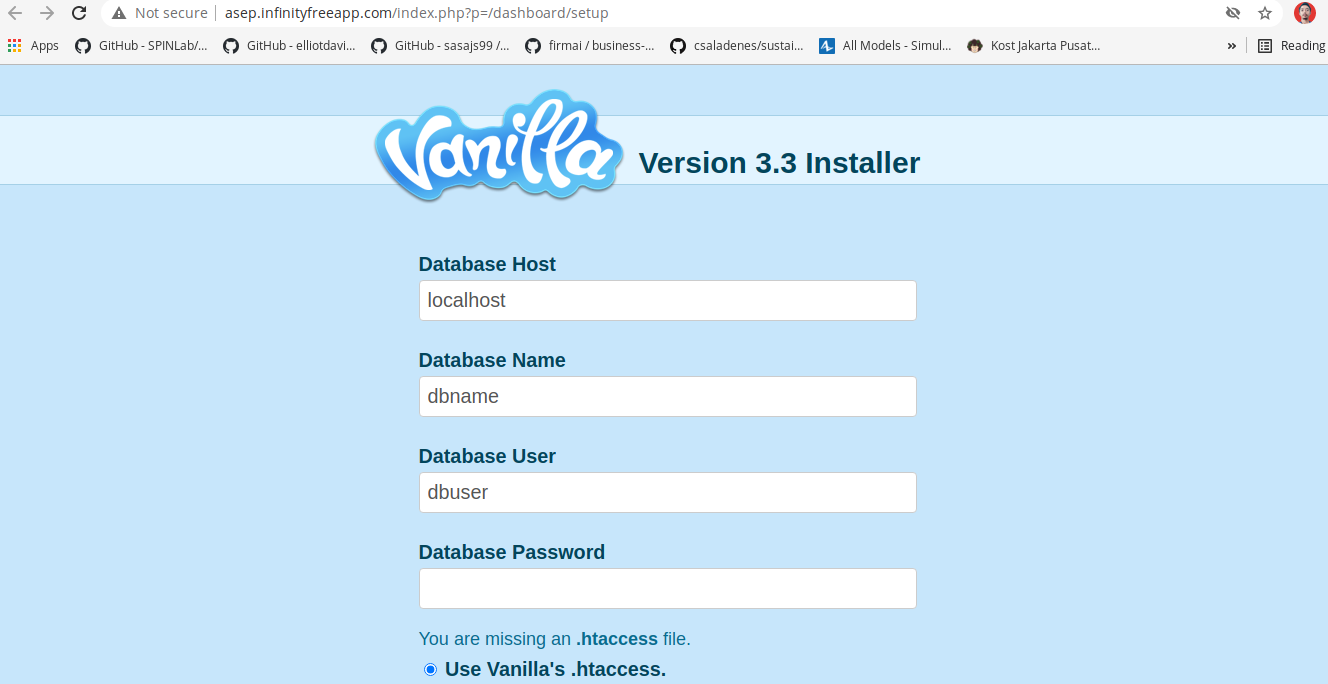 Not secure asep.infinityfreeapp.com/index.php?p=/dashboard/setup
Apps GitHub - SPINLab/... GitHub - elliotdavi... GitHub - sasajs99 /... firmai / business-... csaladenes/sustai... All Models - Simul... Kost Jakarta Pusat... » Reading
Vanilla Version 3.3 Installer
Database Host
localhost
Database Name
dbname
Database User
dbuser
Database Password
You are missing an .htaccess file.
Use Vanilla's .htaccess.